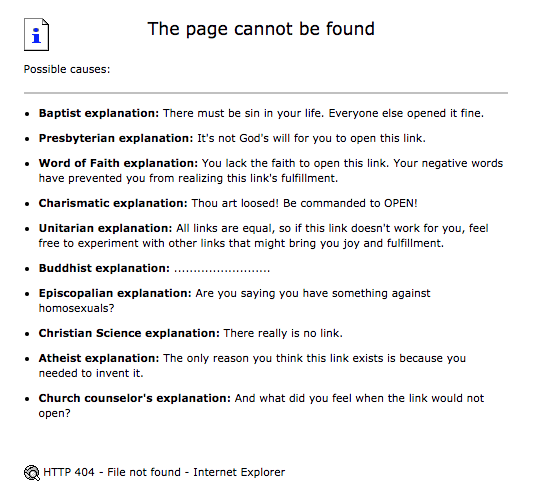 The page cannot be found
Possible causes:
Baptist explanation: There must be sin in your life. Everyone else opened it fine.
Presbyterian explanation: It's not God's will for you to open this link.
Word of Faith explanation: You lack the faith to open this link. Your negative words
have prevented you from realizing this link's fulfillment.
Charismatic explanation: Thou art loosed! Be commanded to OPEN!
Unitarian explanation: All links are equal, so if this link doesn't work for you, feel
free to experiment with other links that might bring you joy and fulfillment.
Buddhist explanation: .........................
Episcopalian explanation: Are you saying you have something against
homosexuals?
Christian Science explanation: There really is no link.
Atheist explanation: The only reason you think this link exists is because you
needed to invent it.
Church counselor's explanation: And what did you feel when the link would not
open?
HTTP 404 - File not found - Internet Explorer